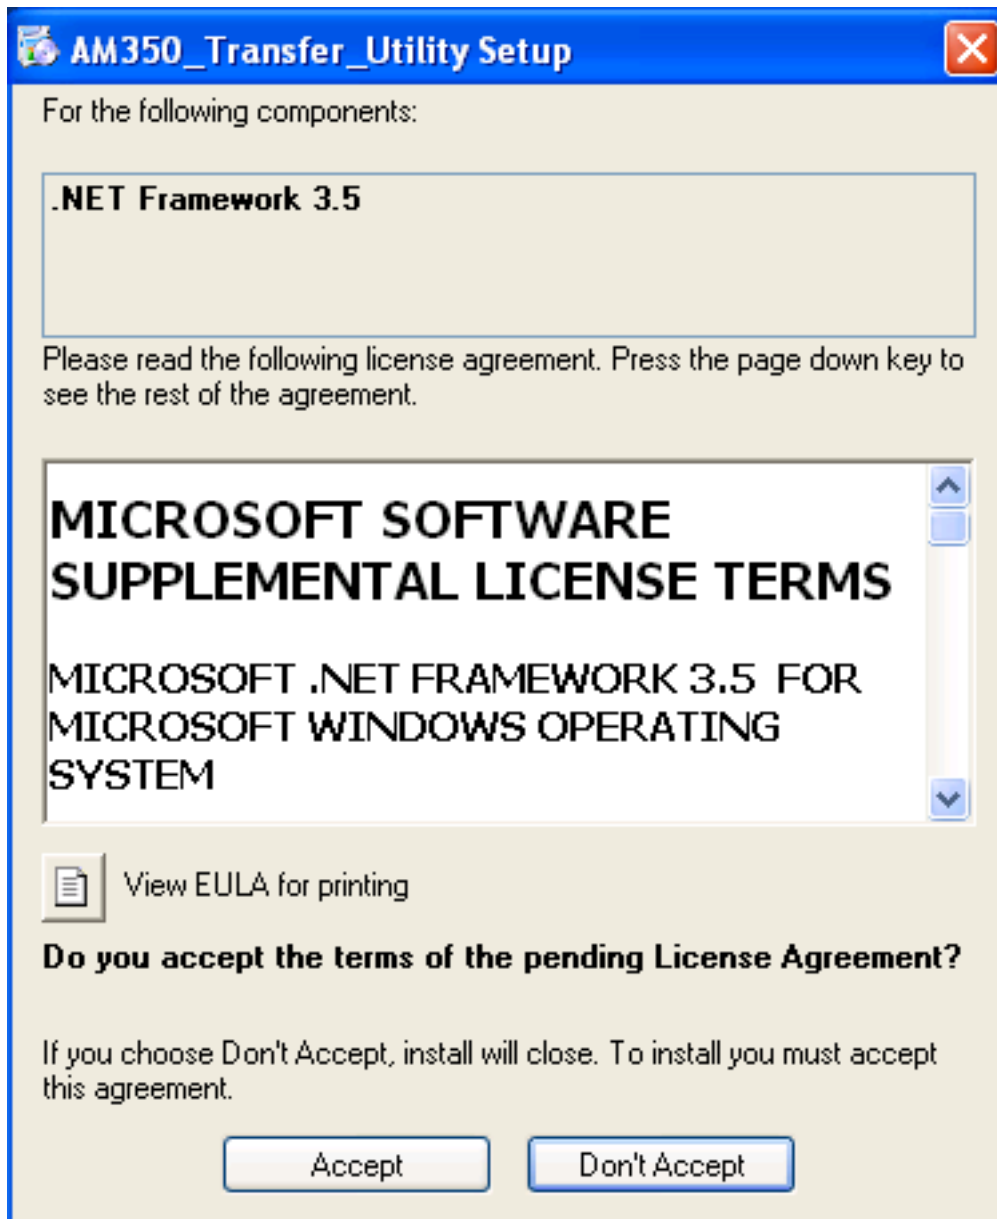 AM350_Transfer_Utility Setup
For the following components:
.NET Framework 3.5
Please read the following license agreement. Press the page down key to
see the rest of the agreement.
MICROSOFT SOFTWARE
SUPPLEMENTAL LICENSE TERMS
MICROSOFT .NET FRAMEWORK 3.5 FOR
MICROSOFT WINDOWS OPERATING
SYSTEM
View EULA for printing
Do you accept the terms of the pending License Agreement?
If you choose Don't Accept, install will close. To install you must accept
this agreement.
Accept
Don't Accept